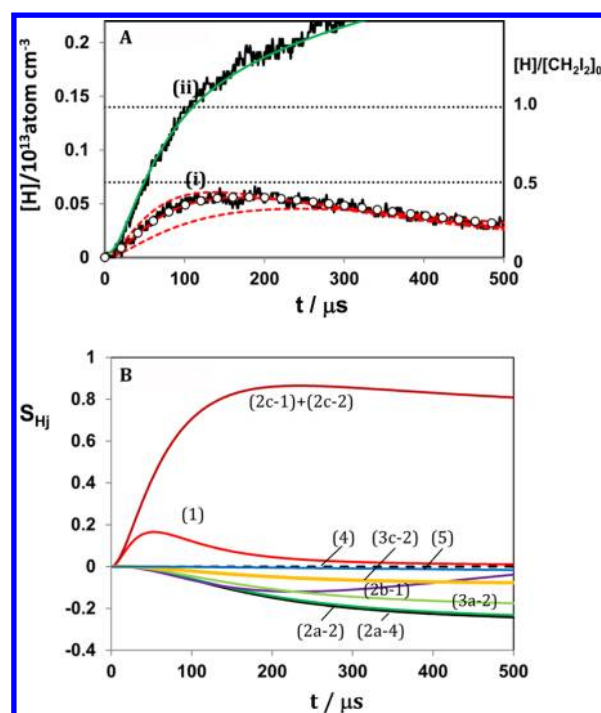 A
[H]/10¹³atom cm⁻³
0.2
0.15
0.1
0.05
0
(ii)
(i)
[H]/[CH₂I₂]₀
1.0
0.5
0
0 100 200 300 400 500
t / μs
B
S_Hj
1
0.8
0.6
0.4
0.2
0
-0.2
-0.4
(2c-1)+(2c-2)
(1)
(4)
(3c-2)
(5)
(2b-1)
(3a-2)
(2a-2)
(2a-4)
0 100 200 300 400 500
t / μs